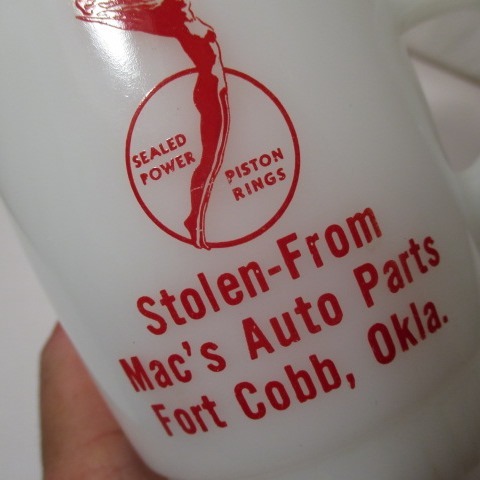 SEALED
POWER
PISTON
RINGS
Stolen-From
Mac's Auto Parts
Fort Cobb, Okla.